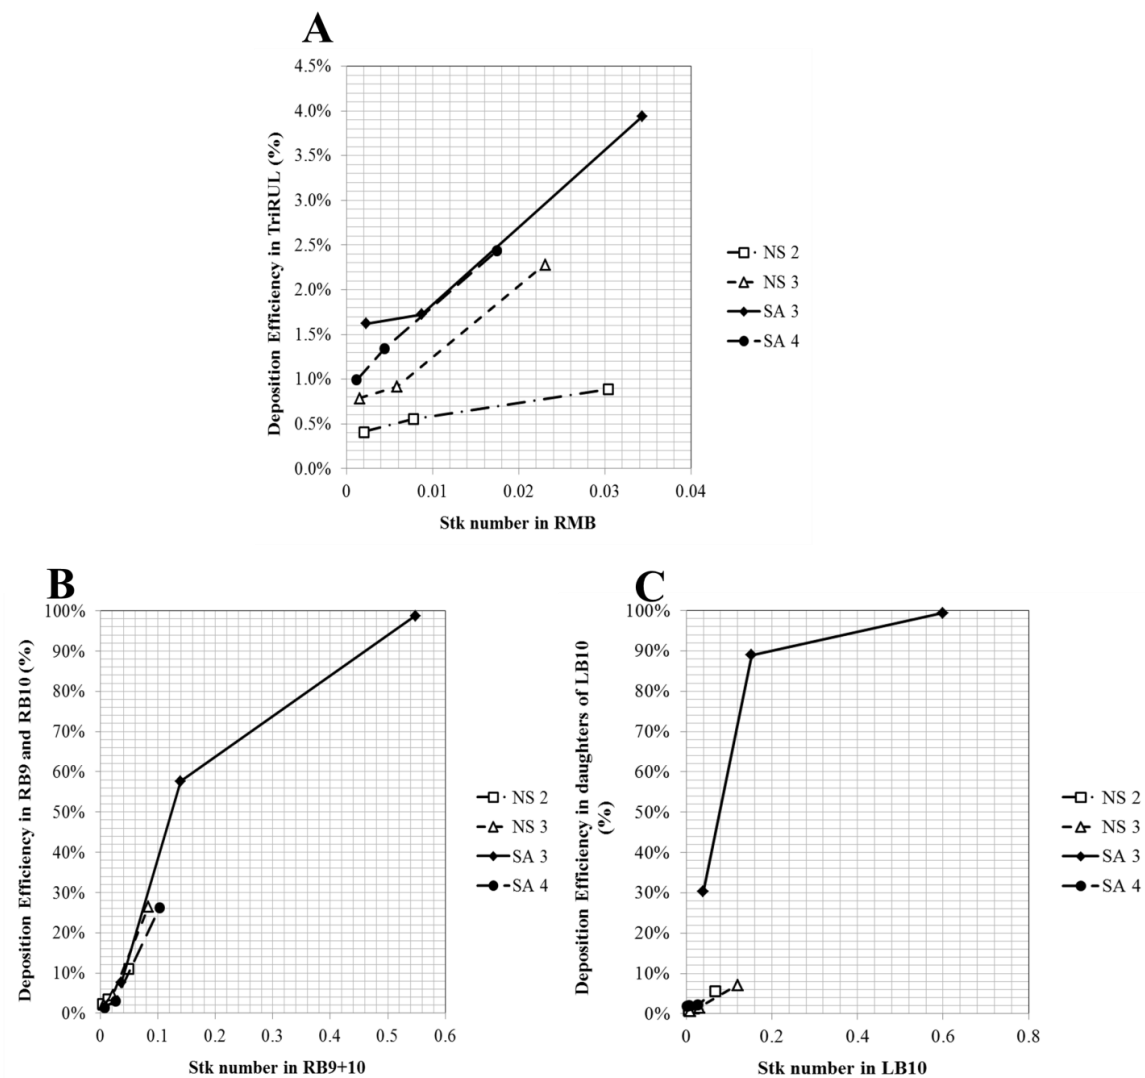 A
4.5%
4.0%
3.5%
3.0%
2.5%
2.0%
1.5%
1.0%
0.5%
0.0%
Deposition Efficiency in TriRUL (%)
0 0.01 0.02 0.03 0.04
Stk number in RMB
NS 2
NS 3
SA 3
SA 4
B
100%
90%
80%
70%
60%
50%
40%
30%
20%
10%
0%
Deposition Efficiency in RB9 and RB10 (%)
0 0.1 0.2 0.3 0.4 0.5 0.6
Stk number in RB9+10
NS 2
NS 3
SA 3
SA 4
C
100%
90%
80%
70%
60%
50%
40%
30%
20%
10%
0%
Deposition Efficiency in daughters of LB10
(%)
0 0.2 0.4 0.6 0.8
Stk number in LB10
NS 2
NS 3
SA 3
SA 4